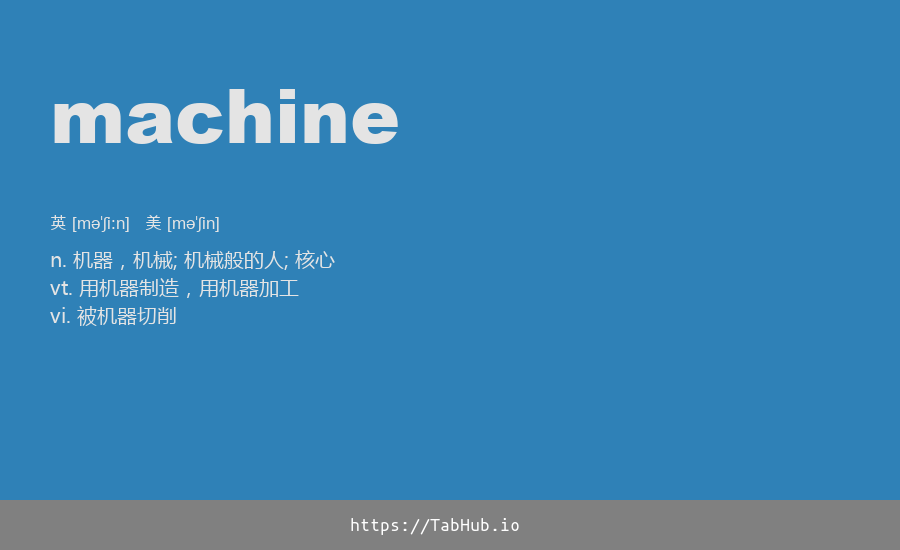 machine
英 [məˈʃiːn] 美 [məˈʃin]
n. 机器，机械; 机械般的人; 核心
vt. 用机器制造，用机器加工
vi. 被机器切削
https://TabHub.io